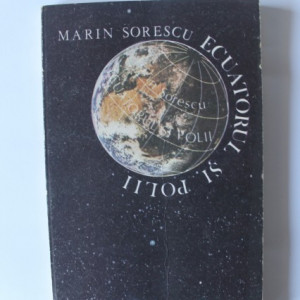 MARIN SORESCU
ECUATORUL ŞI POLII